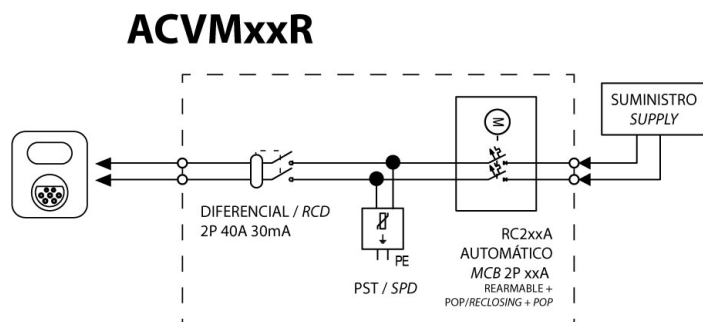 ACVMxxR
M
SUMINISTRO
SUPPLY
DIFERENCIAL / RCD
2P 40A 30mA
PE
PST / SPD
RC2xxA
AUTOMÁTICO
MCB 2P xxA
REARMABLE +
POP/RECLOSING + POP